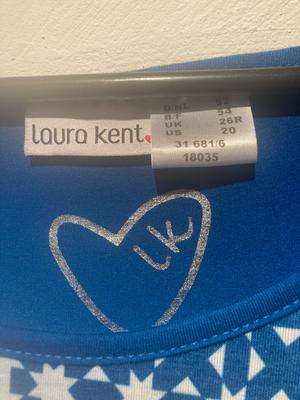 laura kent
D/NL 52
B/F 54
UK 26R
US 20
31 681/6
18035
LK